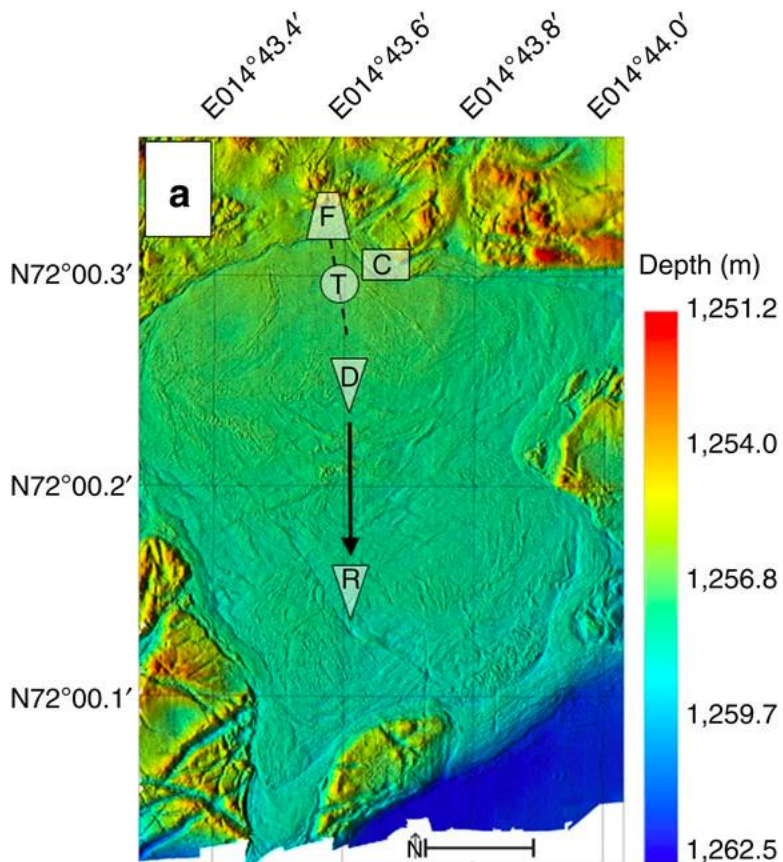 E014°43.4′
E014°43.6′
E014°43.8′
E014°44.0′
a
F
C
T
D
R
N72°00.3′
N72°00.2′
N72°00.1′
Depth (m)
1,251.2
1,254.0
1,256.8
1,259.7
1,262.5
N